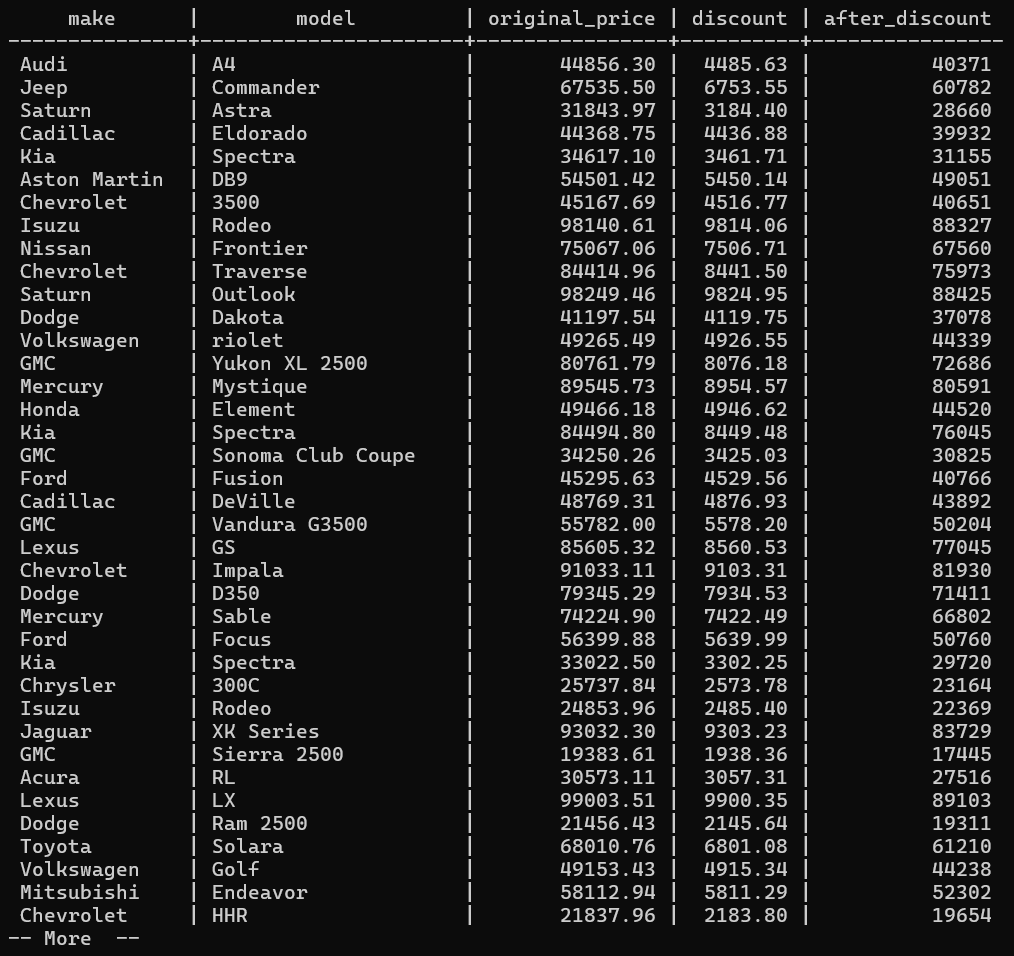 make | model | original_price | discount | after_discount
----------------+-----------------------+----------------+----------+----------------
Audi | A4 | 44856.30 | 4485.63 | 40371
Jeep | Commander | 67535.50 | 6753.55 | 60782
Saturn | Astra | 31843.97 | 3184.40 | 28660
Cadillac | Eldorado | 44368.75 | 4436.88 | 39932
Kia | Spectra | 34617.10 | 3461.71 | 31155
Aston Martin | DB9 | 54501.42 | 5450.14 | 49051
Chevrolet | 3500 | 45167.69 | 4516.77 | 40651
Isuzu | Rodeo | 98140.61 | 9814.06 | 88327
Nissan | Frontier | 75067.06 | 7506.71 | 67560
Chevrolet | Traverse | 84414.96 | 8441.50 | 75973
Saturn | Outlook | 98249.46 | 9824.95 | 88425
Dodge | Dakota | 41197.54 | 4119.75 | 37078
Volkswagen | riolet | 49265.49 | 4926.55 | 44339
GMC | Yukon XL 2500 | 80761.79 | 8076.18 | 72686
Mercury | Mystique | 89545.73 | 8954.57 | 80591
Honda | Element | 49466.18 | 4946.62 | 44520
Kia | Spectra | 84494.80 | 8449.48 | 76045
GMC | Sonoma Club Coupe | 34250.26 | 3425.03 | 30825
Ford | Fusion | 45295.63 | 4529.56 | 40766
Cadillac | DeVille | 48769.31 | 4876.93 | 43892
GMC | Vandura G3500 | 55782.00 | 5578.20 | 50204
Lexus | GS | 85605.32 | 8560.53 | 77045
Chevrolet | Impala | 91033.11 | 9103.31 | 81930
Dodge | D350 | 79345.29 | 7934.53 | 71411
Mercury | Sable | 74224.90 | 7422.49 | 66802
Ford | Focus | 56399.88 | 5639.99 | 50760
Kia | Spectra | 33022.50 | 3302.25 | 29720
Chrysler | 300C | 25737.84 | 2573.78 | 23164
Isuzu | Rodeo | 24853.96 | 2485.40 | 22369
Jaguar | XK Series | 93032.30 | 9303.23 | 83729
GMC | Sierra 2500 | 19383.61 | 1938.36 | 17445
Acura | RL | 30573.11 | 3057.31 | 27516
Lexus | LX | 99003.51 | 9900.35 | 89103
Dodge | Ram 2500 | 21456.43 | 2145.64 | 19311
Toyota | Solara | 68010.76 | 6801.08 | 61210
Volkswagen | Golf | 49153.43 | 4915.34 | 44238
Mitsubishi | Endeavor | 58112.94 | 5811.29 | 52302
Chevrolet | HHR | 21837.96 | 2183.80 | 19654
-- More  --